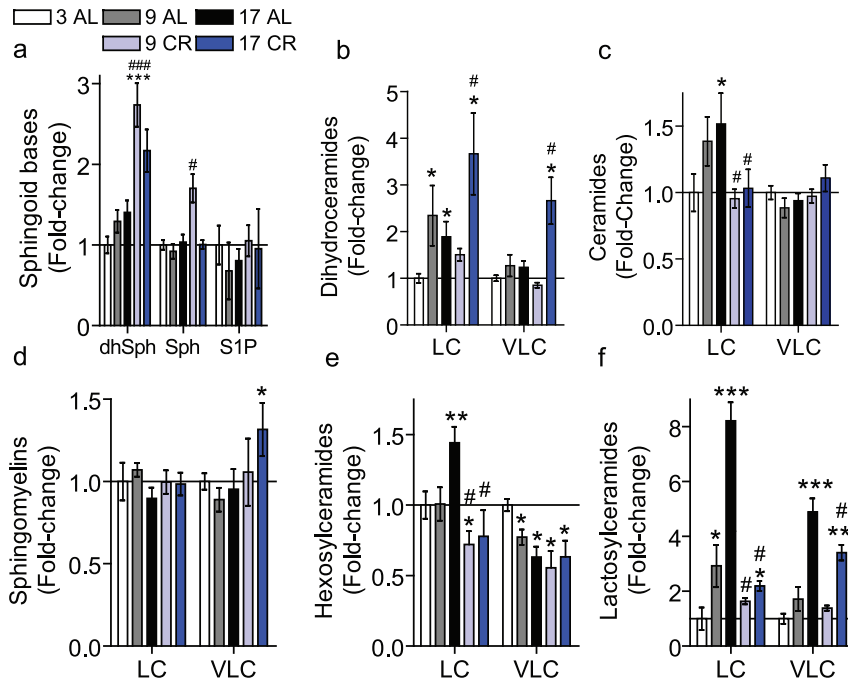 3 AL 9 AL 17 AL
9 CR 17 CR
a
Sphingoid bases
(Fold-change)
3
2
1
0
###
***
#
dhSph Sph S1P
b
Dihydroceramides
(Fold-change)
5
4
3
2
1
0
*
*
#
*
#
*
LC VLC
c
Ceramides
(Fold-Change)
1.5
1.0
0.5
0.0
*
#
#
LC VLC
d
Sphingomyelins
(Fold-change)
1.5
1.0
0.5
0.0
*
LC VLC
e
Hexosylceramides
(Fold-change)
1.5
1.0
0.5
0.0
**
#
*
#
*
*
*
*
LC VLC
f
Lactosylceramides
(Fold-change)
8
6
4
2
0
*
***
#
#
*
***
#
**
LC VLC